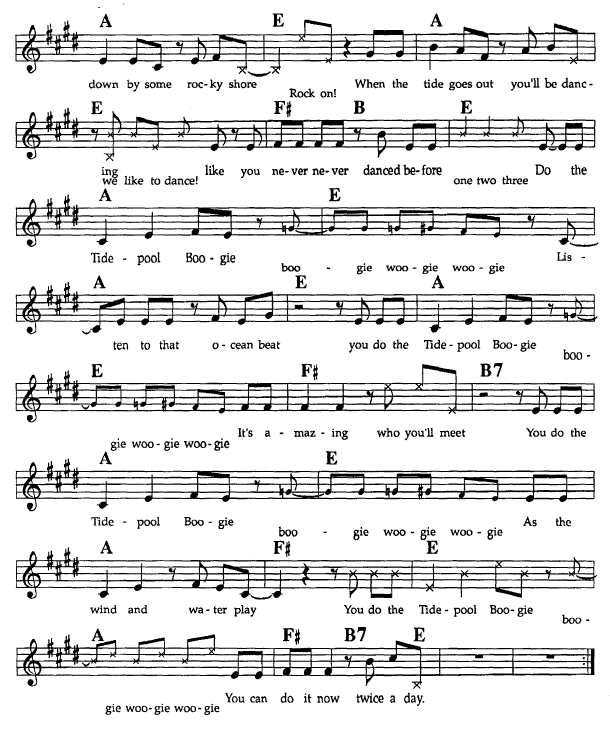 A E A
down by some roc-ky shore When the tide goes out you'll be danc-
Rock on!
E F# B E
ing like you ne-ver ne-ver danced be-fore Do the
we like to dance! one two three
A E
Tide - pool Boo - gie Lis -
boo - gie woo - gie woo - gie
A E A
ten to that o - cean beat you do the Tide - pool Boo - gie
boo -
E F# B7
It's a - maz - ing who you'll meet You do the
gie woo - gie woo - gie
A E
Tide - pool Boo - gie As the
boo - gie woo - gie woo - gie
A F# E
wind and wa - ter play You do the Tide - pool Boo - gie
boo -
A F# B7 E
You can do it now twice a day.
gie woo - gie woo - gie